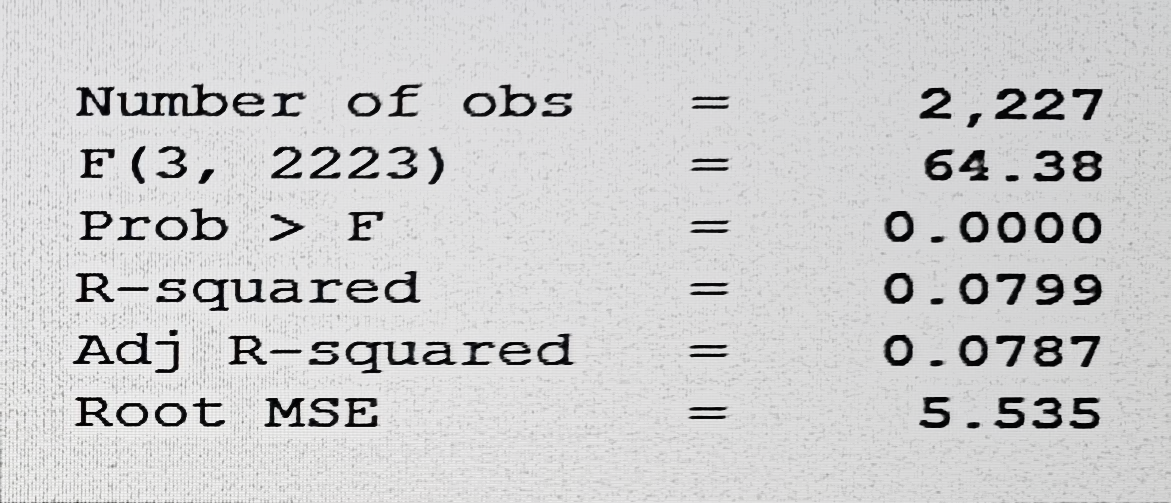 Number of obs = 2,227
F(3, 2223) = 64.38
Prob > F = 0.0000
R-squared = 0.0799
Adj R-squared = 0.0787
Root MSE = 5.535